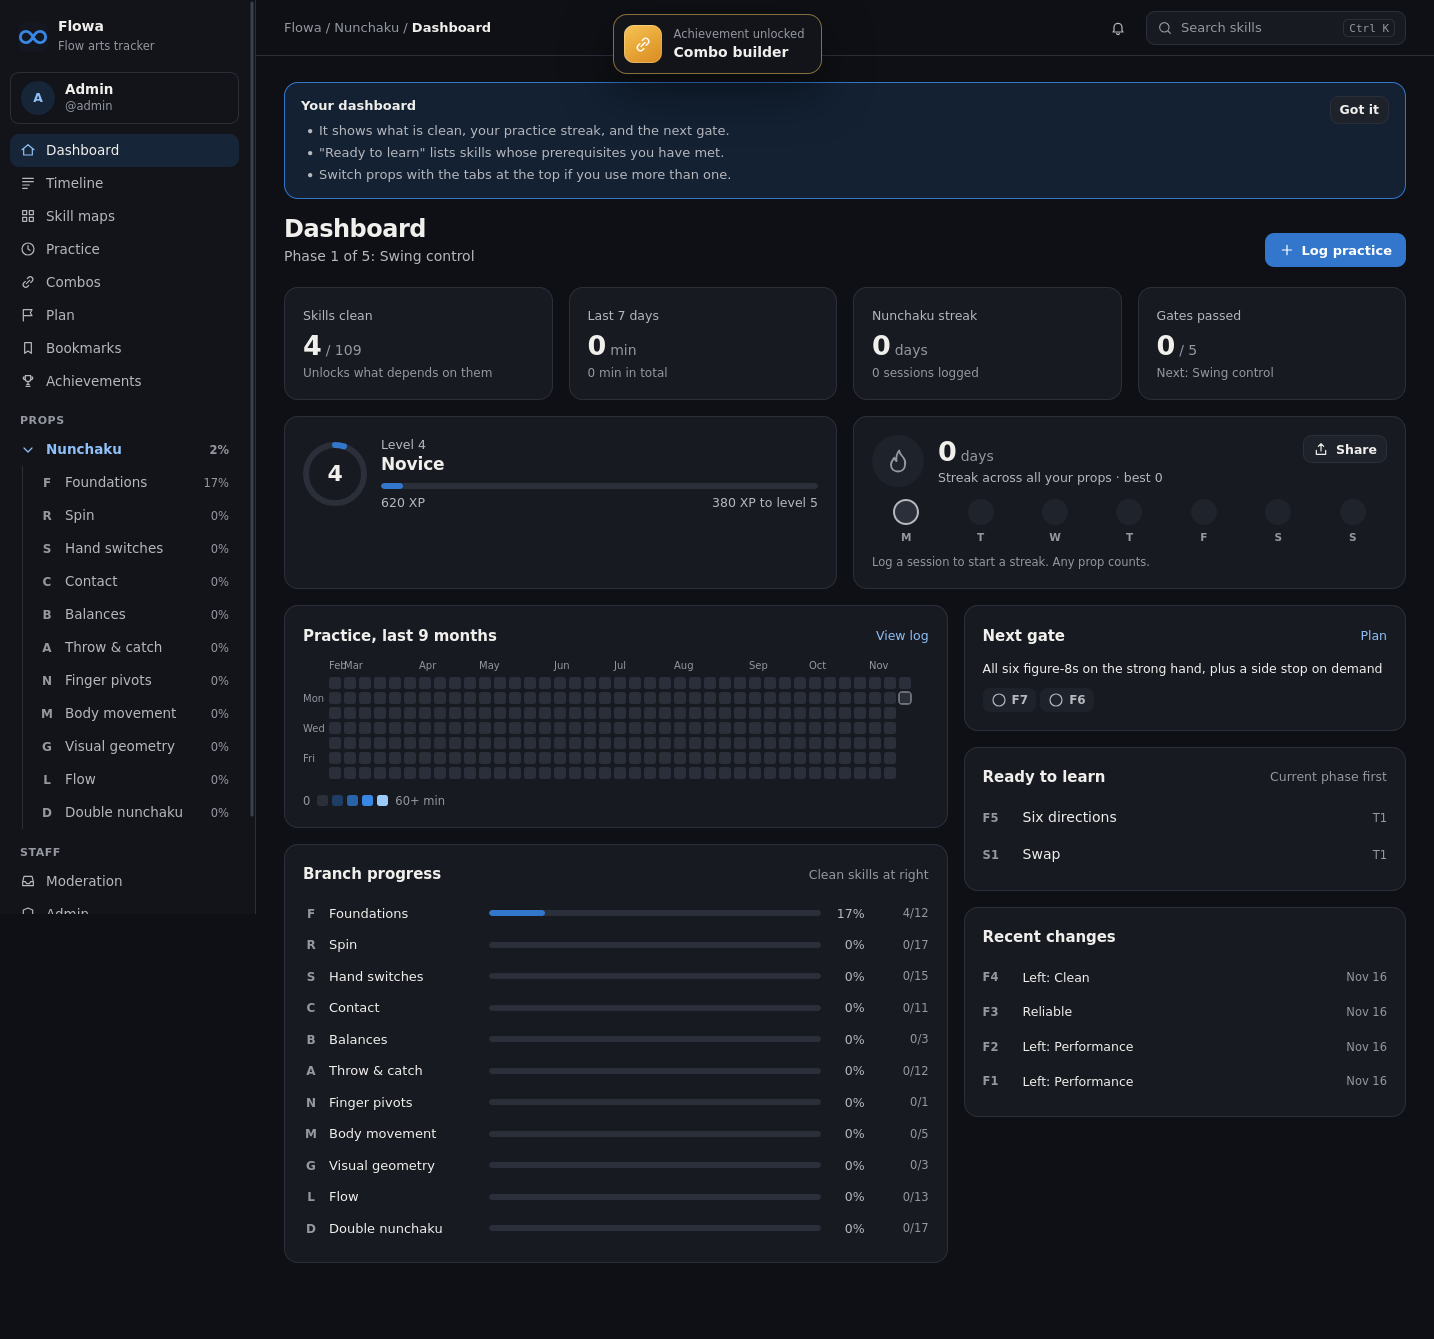 Flowa
Flow arts tracker
A
Admin
@admin
Dashboard
Timeline
Skill maps
Practice
Combos
Plan
Bookmarks
Achievements
PROPS
Nunchaku 2%
F Foundations 17%
R Spin 0%
S Hand switches 0%
C Contact 0%
B Balances 0%
A Throw & catch 0%
N Finger pivots 0%
M Body movement 0%
G Visual geometry 0%
L Flow 0%
D Double nunchaku 0%
STAFF
Moderation
Admin
Flowa / Nunchaku / Dashboard
Achievement unlocked
Combo builder
Search skills Ctrl K
Your dashboard
Got it
• It shows what is clean, your practice streak, and the next gate.
• "Ready to learn" lists skills whose prerequisites you have met.
• Switch props with the tabs at the top if you use more than one.
Dashboard
Phase 1 of 5: Swing control
Log practice
Skills clean
4 / 109
Unlocks what depends on them
Last 7 days
0 min
0 min in total
Nunchaku streak
0 days
0 sessions logged
Gates passed
0 / 5
Next: Swing control
4
Level 4
Novice
620 XP 380 XP to level 5
0 days
Streak across all your props · best 0
Share
M T W T F S S
Log a session to start a streak. Any prop counts.
Practice, last 9 months View log
Feb Mar Apr May Jun Jul Aug Sep Oct Nov
Mon
Wed
Fri
0 60+ min
Next gate Plan
All six figure-8s on the strong hand, plus a side stop on demand
F7 F6
Ready to learn Current phase first
F5 Six directions T1
S1 Swap T1
Branch progress Clean skills at right
F Foundations 17% 4/12
R Spin 0% 0/17
S Hand switches 0% 0/15
C Contact 0% 0/11
B Balances 0% 0/3
A Throw & catch 0% 0/12
N Finger pivots 0% 0/1
M Body movement 0% 0/5
G Visual geometry 0% 0/3
L Flow 0% 0/13
D Double nunchaku 0% 0/17
Recent changes
F4 Left: Clean Nov 16
F3 Reliable Nov 16
F2 Left: Performance Nov 16
F1 Left: Performance Nov 16